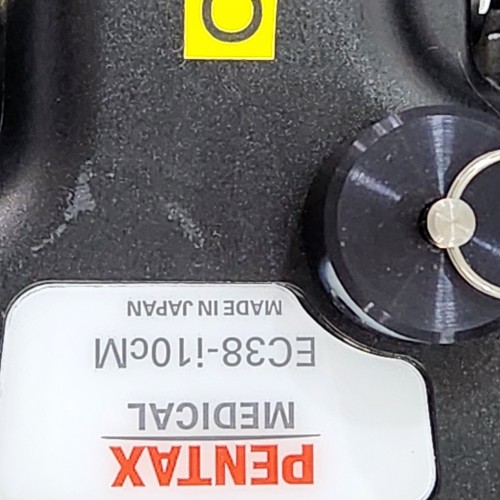 PENTAX
MEDICAL
EC38-i10cM
MADE IN JAPAN